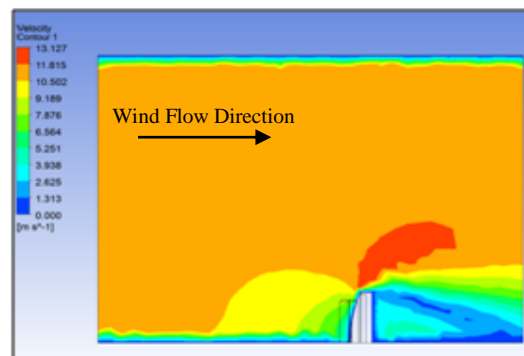 Velocity
Contour 1
13.127
11.815
10.502
9.189
7.876
6.564
5.251
3.938
2.625
1.313
0.000
[m s^-1]
Wind Flow Direction